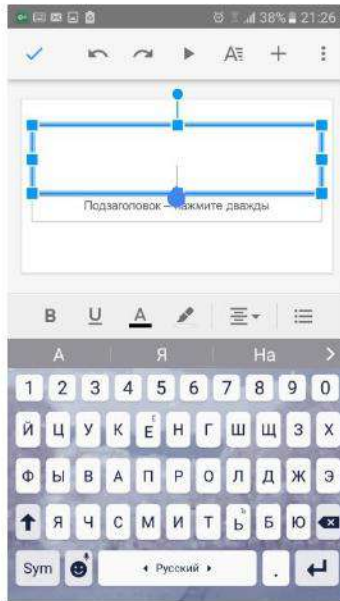 38% 21:26
A
Подзаголовок – нажмите дважды
B U A
А Я На
1 2 3 4 5 6 7 8 9 0
Й Ц У К Е Ё Н Г Ш Щ З Х
Ф Ы В А П Р О Л Д Ж Э
Я Ч С М И Т Ь Ъ Б Ю
Sym Русский .